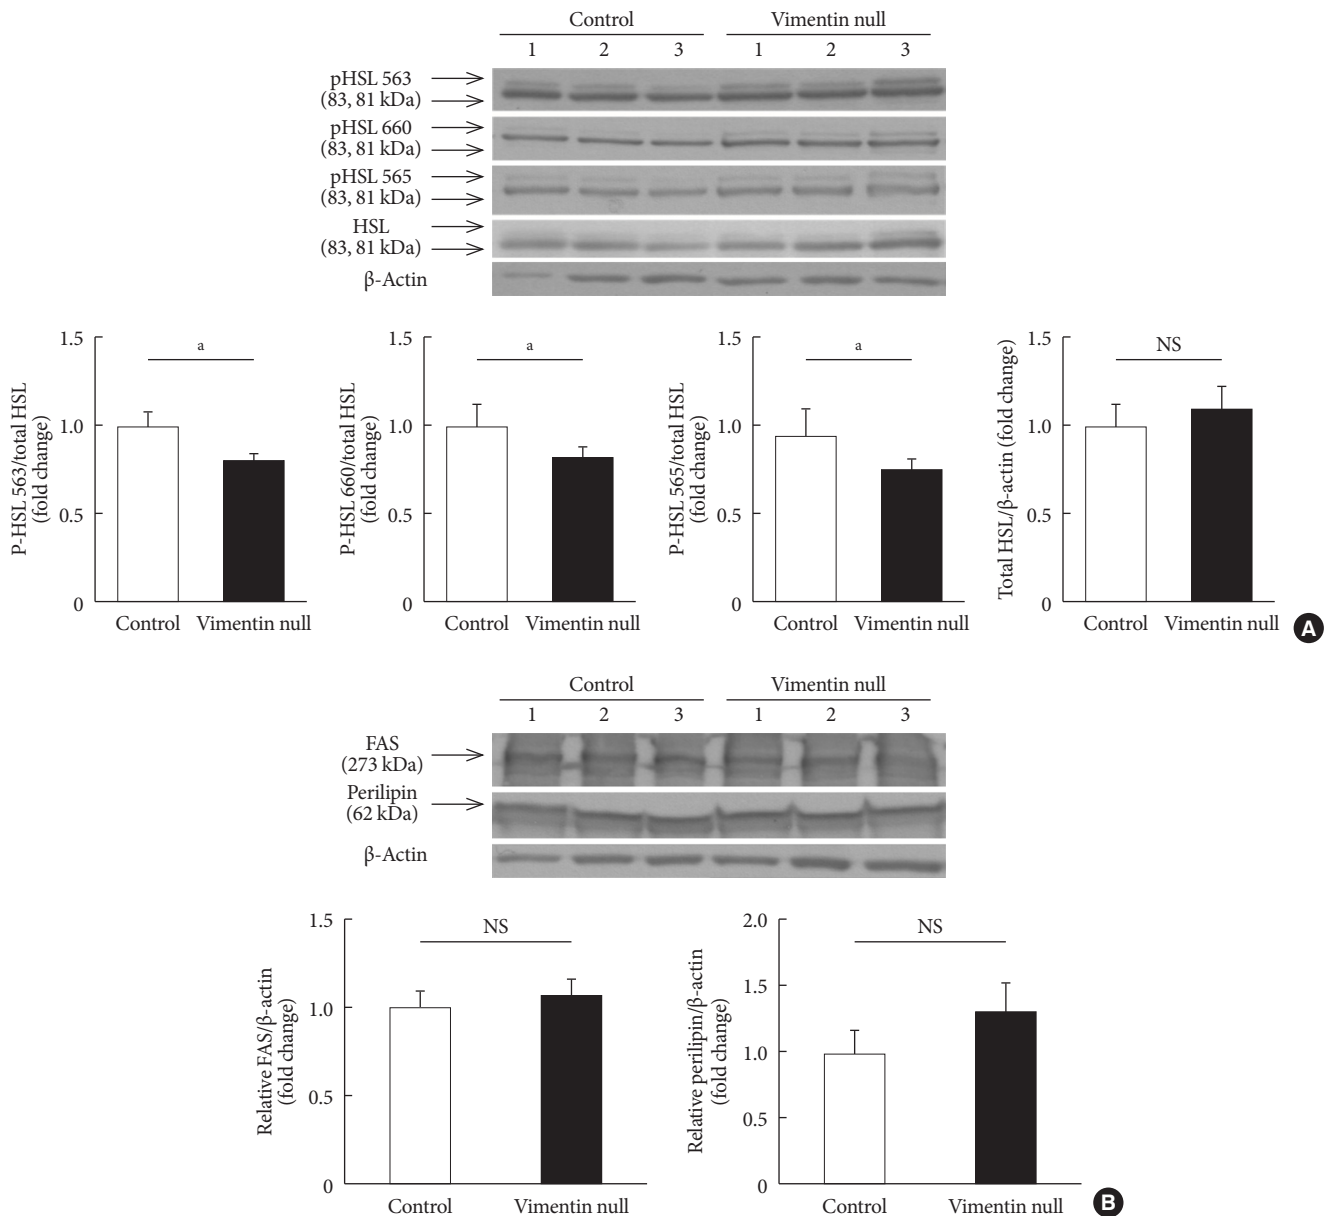 Control Vimentin null
1 2 3 1 2 3
pHSL 563
(83, 81 kDa)
pHSL 660
(83, 81 kDa)
pHSL 565
(83, 81 kDa)
HSL
(83, 81 kDa)
β-Actin
P-HSL 563/total HSL
(fold change)
1.5
1.0
0.5
0
a
Control Vimentin null
P-HSL 660/total HSL
(fold change)
1.5
1.0
0.5
0
a
Control Vimentin null
P-HSL 565/total HSL
(fold change)
1.5
1.0
0.5
0
a
Control Vimentin null
Total HSL/β-actin (fold change)
1.5
1.0
0.5
0
NS
Control Vimentin null
A
Control Vimentin null
1 2 3 1 2 3
FAS
(273 kDa)
Perilipin
(62 kDa)
β-Actin
Relative FAS/β-actin
(fold change)
1.5
1.0
0.5
0
NS
Control Vimentin null
Relative perilipin/β-actin
(fold change)
2.0
1.5
1.0
0.5
0
NS
Control Vimentin null
B